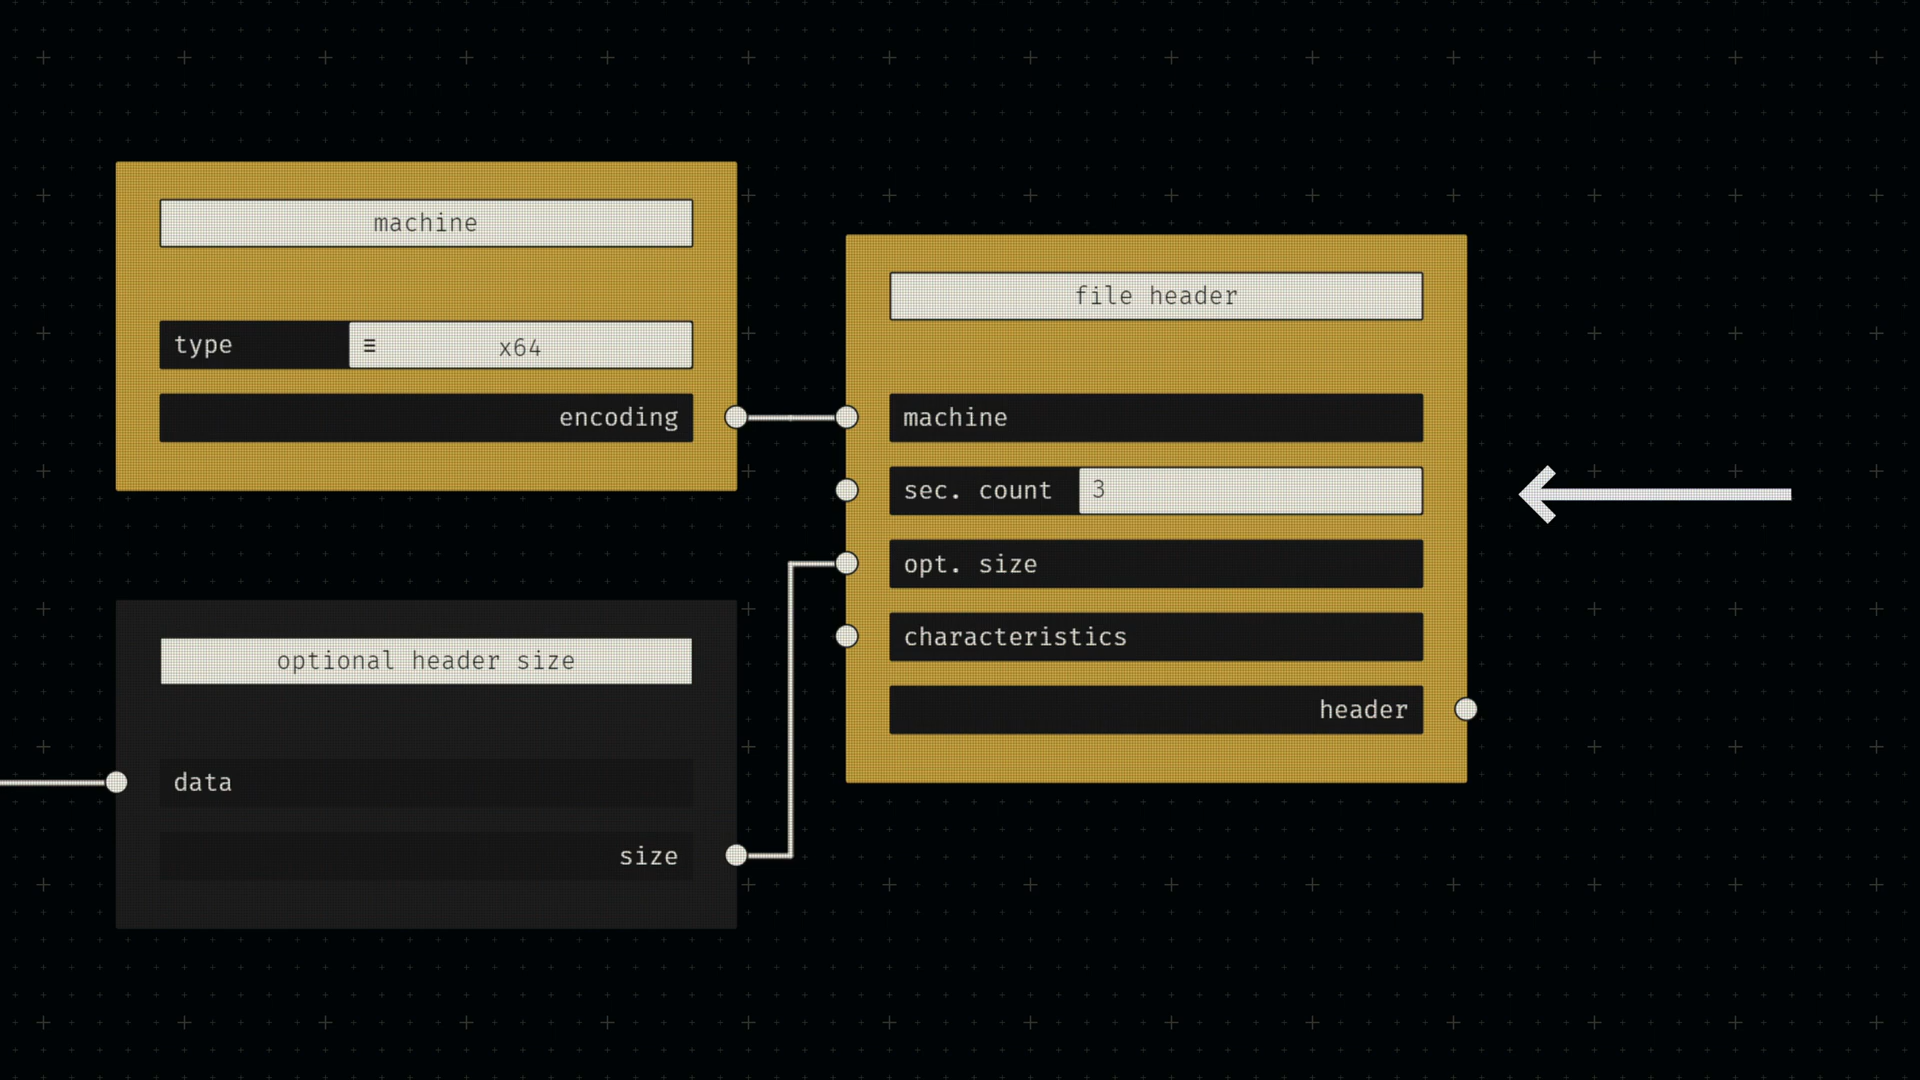 machine
type ≡ x64
encoding
file header
machine
sec. count 3
opt. size
characteristics
header
optional header size
data
size